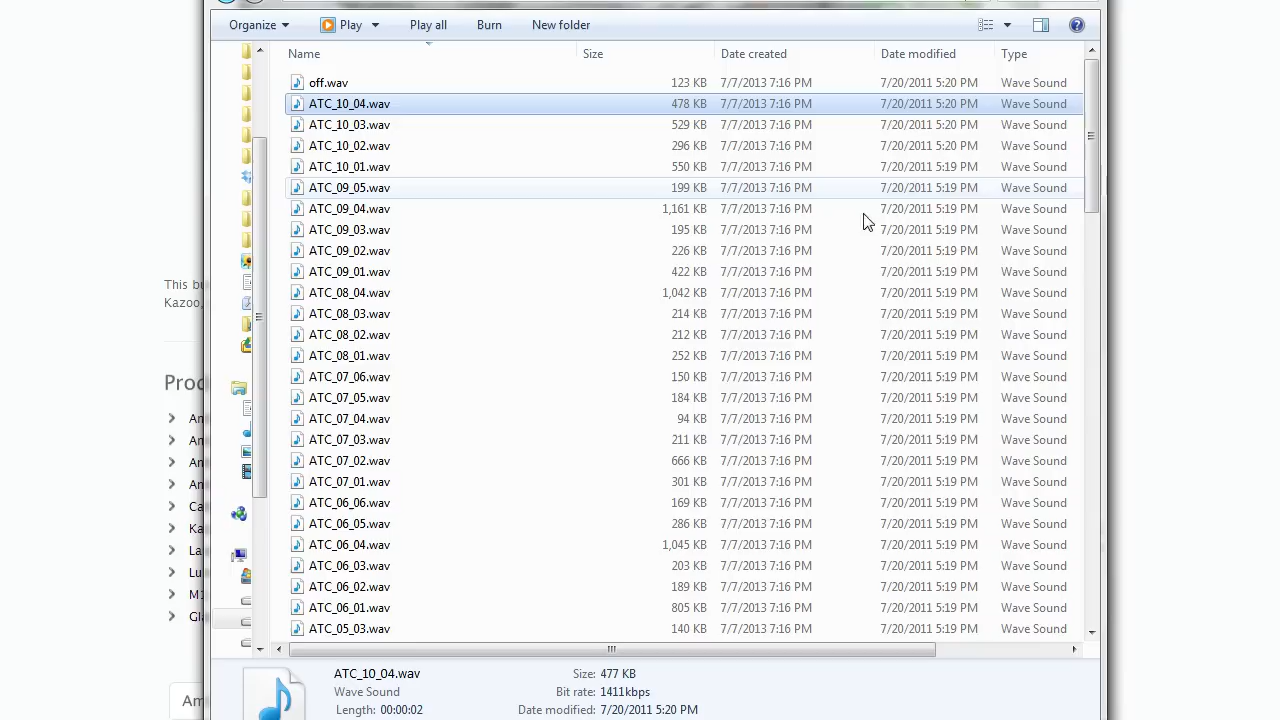 Organize Play Play all Burn New folder
Name Size Date created Date modified Type
off.wav 123 KB 7/7/2013 7:16 PM 7/20/2011 5:20 PM Wave Sound
ATC_10_04.wav 478 KB 7/7/2013 7:16 PM 7/20/2011 5:20 PM Wave Sound
ATC_10_03.wav 529 KB 7/7/2013 7:16 PM 7/20/2011 5:20 PM Wave Sound
ATC_10_02.wav 296 KB 7/7/2013 7:16 PM 7/20/2011 5:20 PM Wave Sound
ATC_10_01.wav 550 KB 7/7/2013 7:16 PM 7/20/2011 5:19 PM Wave Sound
ATC_09_05.wav 199 KB 7/7/2013 7:16 PM 7/20/2011 5:19 PM Wave Sound
ATC_09_04.wav 1,161 KB 7/7/2013 7:16 PM 7/20/2011 5:19 PM Wave Sound
ATC_09_03.wav 195 KB 7/7/2013 7:16 PM 7/20/2011 5:19 PM Wave Sound
ATC_09_02.wav 226 KB 7/7/2013 7:16 PM 7/20/2011 5:19 PM Wave Sound
ATC_09_01.wav 422 KB 7/7/2013 7:16 PM 7/20/2011 5:19 PM Wave Sound
This bu
ATC_08_04.wav 1,042 KB 7/7/2013 7:16 PM 7/20/2011 5:19 PM Wave Sound
Kazoo,
ATC_08_03.wav 214 KB 7/7/2013 7:16 PM 7/20/2011 5:19 PM Wave Sound
ATC_08_02.wav 212 KB 7/7/2013 7:16 PM 7/20/2011 5:19 PM Wave Sound
ATC_08_01.wav 252 KB 7/7/2013 7:16 PM 7/20/2011 5:19 PM Wave Sound
ATC_07_06.wav 150 KB 7/7/2013 7:16 PM 7/20/2011 5:19 PM Wave Sound
Proc
ATC_07_05.wav 184 KB 7/7/2013 7:16 PM 7/20/2011 5:19 PM Wave Sound
An ATC_07_04.wav 94 KB 7/7/2013 7:16 PM 7/20/2011 5:19 PM Wave Sound
An ATC_07_03.wav 211 KB 7/7/2013 7:16 PM 7/20/2011 5:19 PM Wave Sound
An ATC_07_02.wav 666 KB 7/7/2013 7:16 PM 7/20/2011 5:19 PM Wave Sound
An ATC_07_01.wav 301 KB 7/7/2013 7:16 PM 7/20/2011 5:19 PM Wave Sound
Ca ATC_06_06.wav 169 KB 7/7/2013 7:16 PM 7/20/2011 5:19 PM Wave Sound
Ka ATC_06_05.wav 286 KB 7/7/2013 7:16 PM 7/20/2011 5:19 PM Wave Sound
La ATC_06_04.wav 1,045 KB 7/7/2013 7:16 PM 7/20/2011 5:19 PM Wave Sound
Lu ATC_06_03.wav 203 KB 7/7/2013 7:16 PM 7/20/2011 5:19 PM Wave Sound
M1 ATC_06_02.wav 189 KB 7/7/2013 7:16 PM 7/20/2011 5:19 PM Wave Sound
Gl ATC_06_01.wav 805 KB 7/7/2013 7:16 PM 7/20/2011 5:19 PM Wave Sound
ATC_05_03.wav 140 KB 7/7/2013 7:16 PM 7/20/2011 5:19 PM Wave Sound
ATC_10_04.wav Size: 477 KB
Wave Sound Bit rate: 1411kbps
Am Length: 00:00:02 Date modified: 7/20/2011 5:20 PM